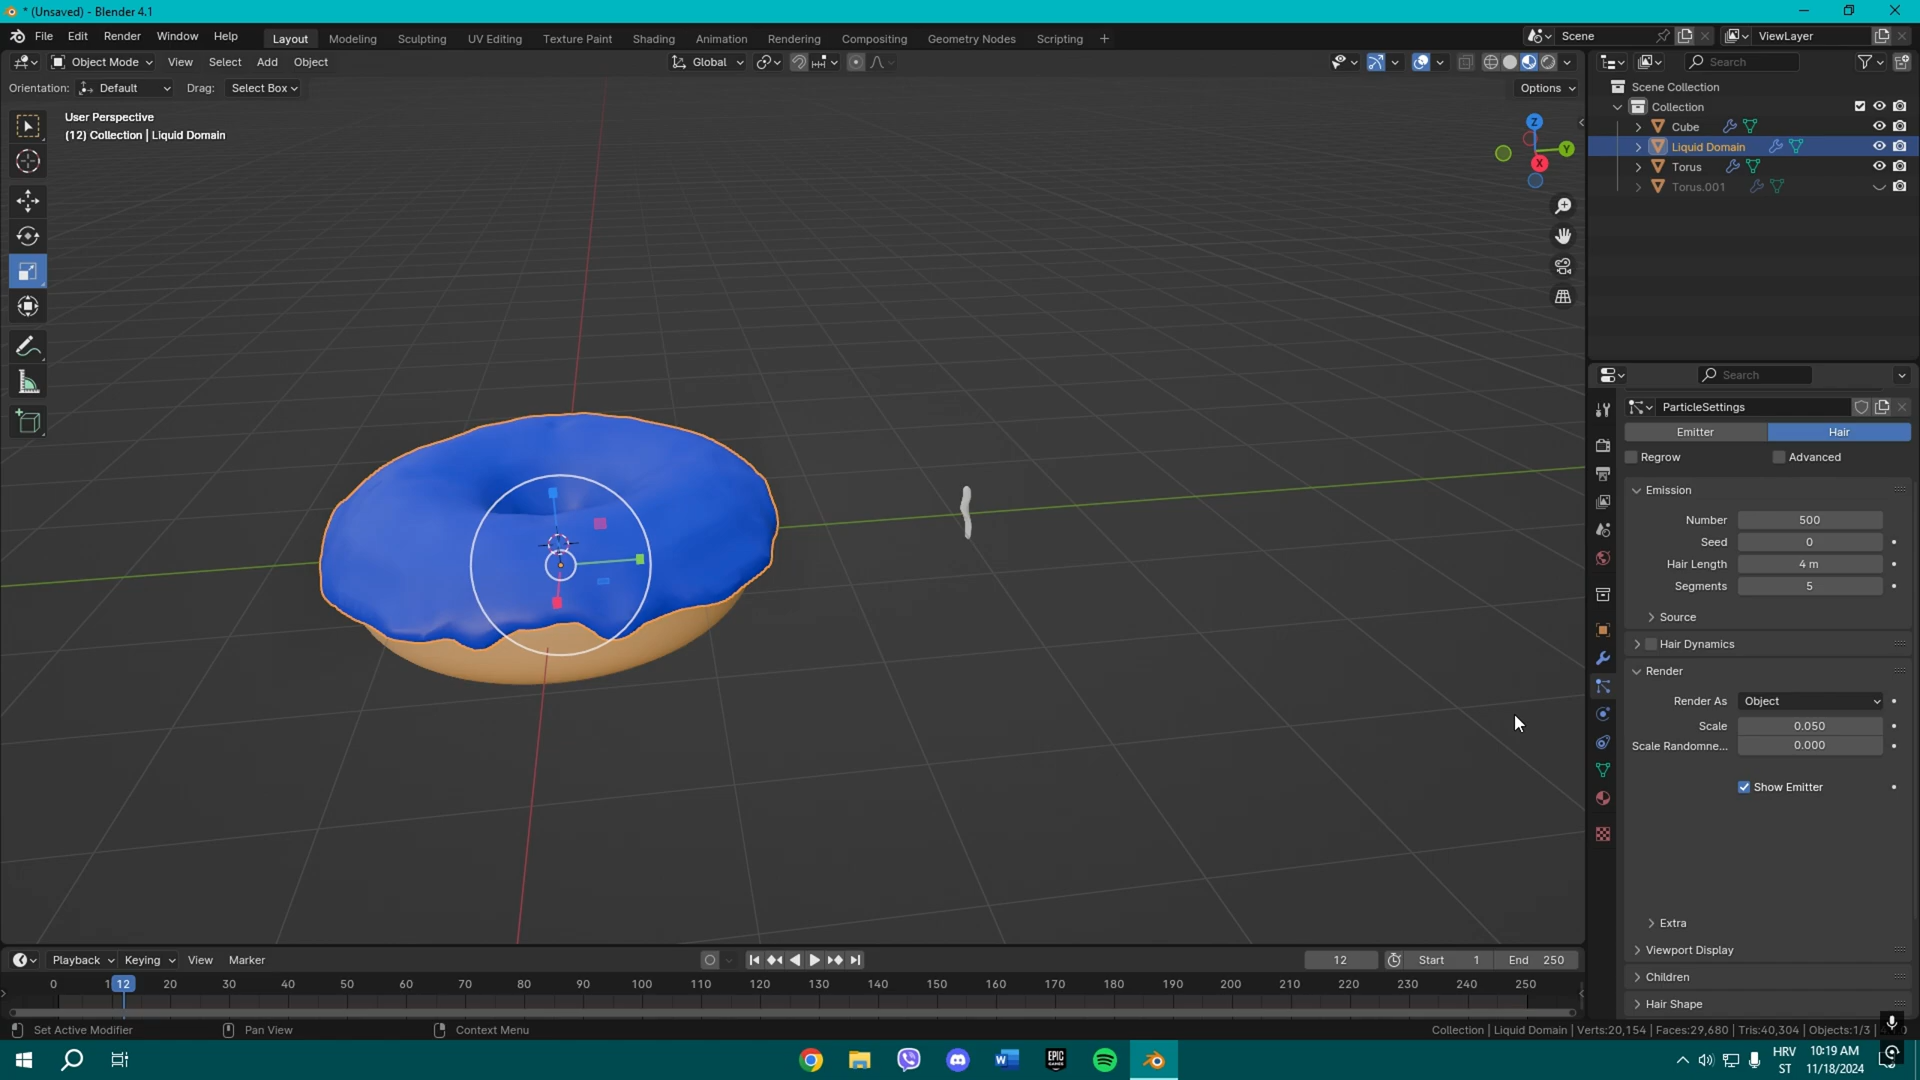 * (Unsaved) - Blender 4.1
File Edit Render Window Help
Layout Modeling Sculpting UV Editing Texture Paint Shading Animation Rendering Compositing Geometry Nodes Scripting +
Scene
ViewLayer
Object Mode View Select Add Object
Global
Search
Orientation: Default Drag: Select Box
Options
User Perspective
(12) Collection | Liquid Domain
Z
Y
X
Scene Collection
Collection
Cube
Liquid Domain
Torus
Torus.001
Search
ParticleSettings
Emitter Hair
Regrow Advanced
Emission
Number 500
Seed 0
Hair Length 4 m
Segments 5
Source
Hair Dynamics
Render
Render As Object
Scale 0.050
Scale Randomne... 0.000
Show Emitter
Extra
Viewport Display
Children
Hair Shape
Playback Keying View Marker
12 Start 1 End 250
0 1 12 20 30 40 50 60 70 80 90 100 110 120 130 140 150 160 170 180 190 200 210 220 230 240 250
Set Active Modifier Pan View Context Menu
Collection | Liquid Domain | Verts:20,154 | Faces:29,680 | Tris:40,304 | Objects:1/3 |
EPIC GAMES
W
HRV
ST
10:19 AM
11/18/2024